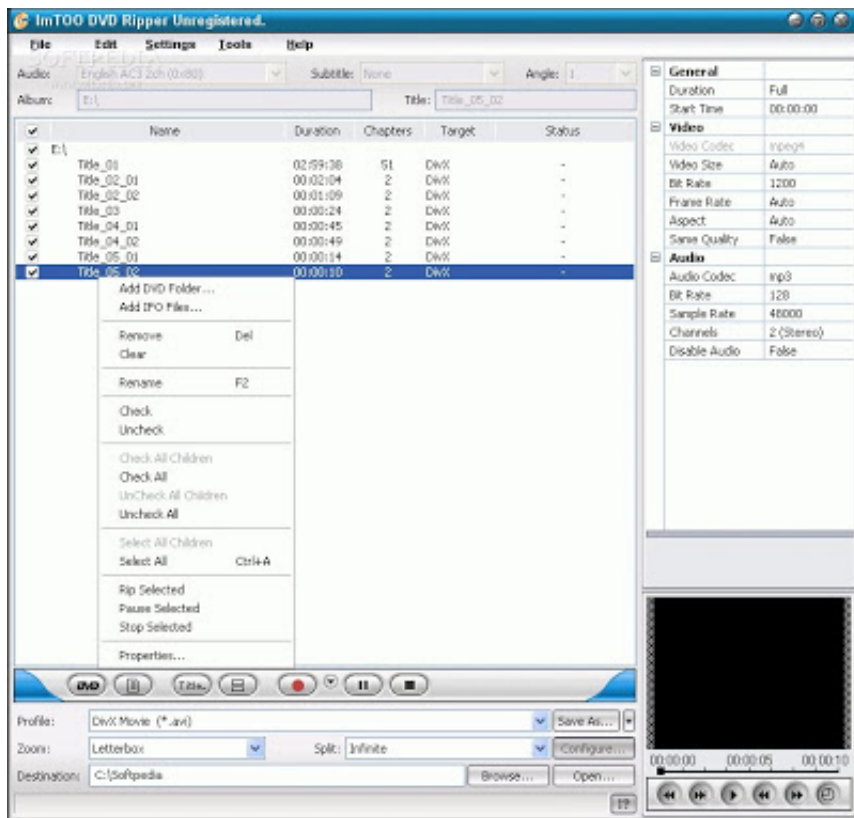 ImTOO DVD Ripper Unregistered.
File Edit Settings Tools Help
SOFTPEDIA
Audio: English AC3 2ch (0x80) Subtitle: None Angle: 1
Album: E:\ Title: Title_05_02
Name Duration Chapters Target Status
E:\
Title_01 02:59:38 51 DivX -
Title_02_01 00:02:04 2 DivX -
Title_02_02 00:01:09 2 DivX -
Title_03 00:00:24 2 DivX -
Title_04_01 00:00:45 2 DivX -
Title_04_02 00:00:49 2 DivX -
Title_05_01 00:00:14 2 DivX -
Title_05_02 00:00:10 2 DivX -
Add DVD Folder...
Add IFO Files...
Remove Del
Clear
Rename F2
Check
Uncheck
Check All Children
Check All
UnCheck All Children
Uncheck All
Select All Children
Select All Ctrl+A
Rip Selected
Pause Selected
Stop Selected
Properties...
DVD Title.
Profile: DivX Movie (*.avi) Save As...
Zoom: Letterbox Split: Infinite Configure...
Destination: C:\Softpedia Browse... Open...
General
Duration Full
Start Time 00:00:00
Video
Video Codec mpeg4
Video Size Auto
Bit Rate 1200
Frame Rate Auto
Aspect Auto
Same Quality False
Audio
Audio Codec mp3
Bit Rate 128
Sample Rate 48000
Channels 2 (Stereo)
Disable Audio False
00:00:00 00:00:05 00:00:10